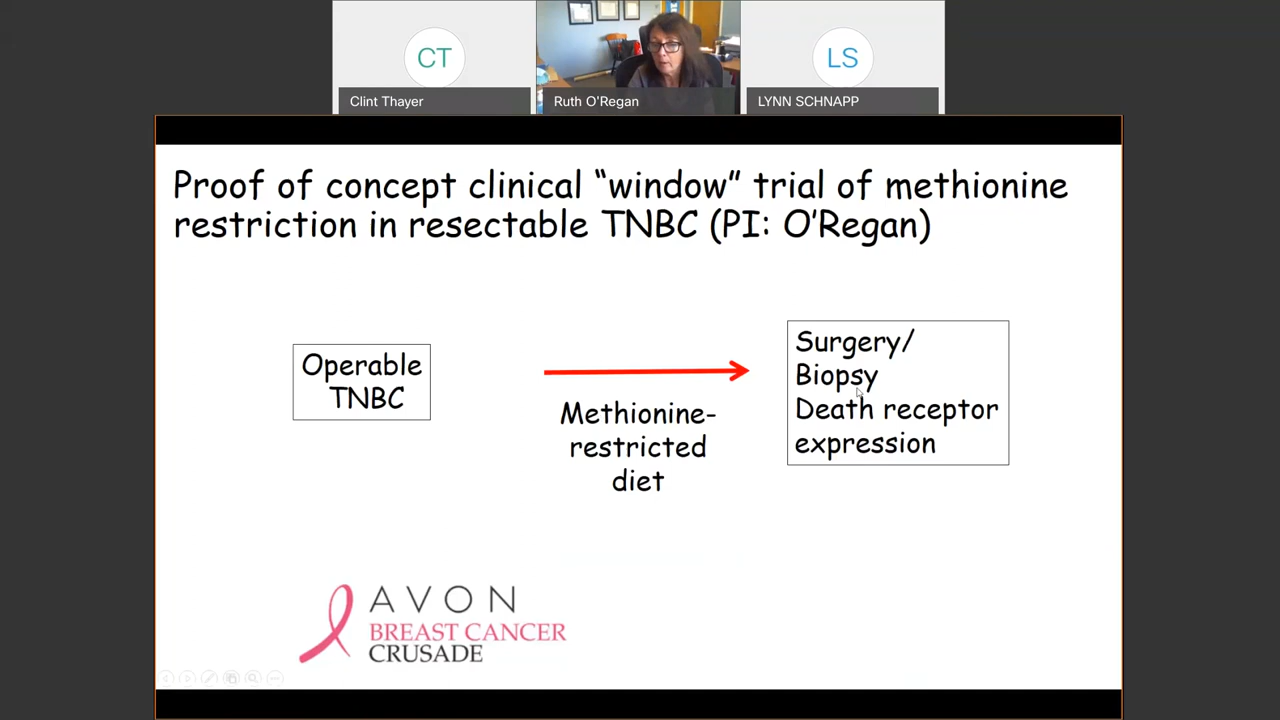 CT
LS
Clint Thayer
Ruth O'Regan
LYNN SCHNAPP
Proof of concept clinical “window” trial of methionine
restriction in resectable TNBC (PI: O’Regan)
Operable
TNBC
Methionine-
restricted
diet
Surgery/
Biopsy
Death receptor
expression
AVON
BREAST CANCER
CRUSADE